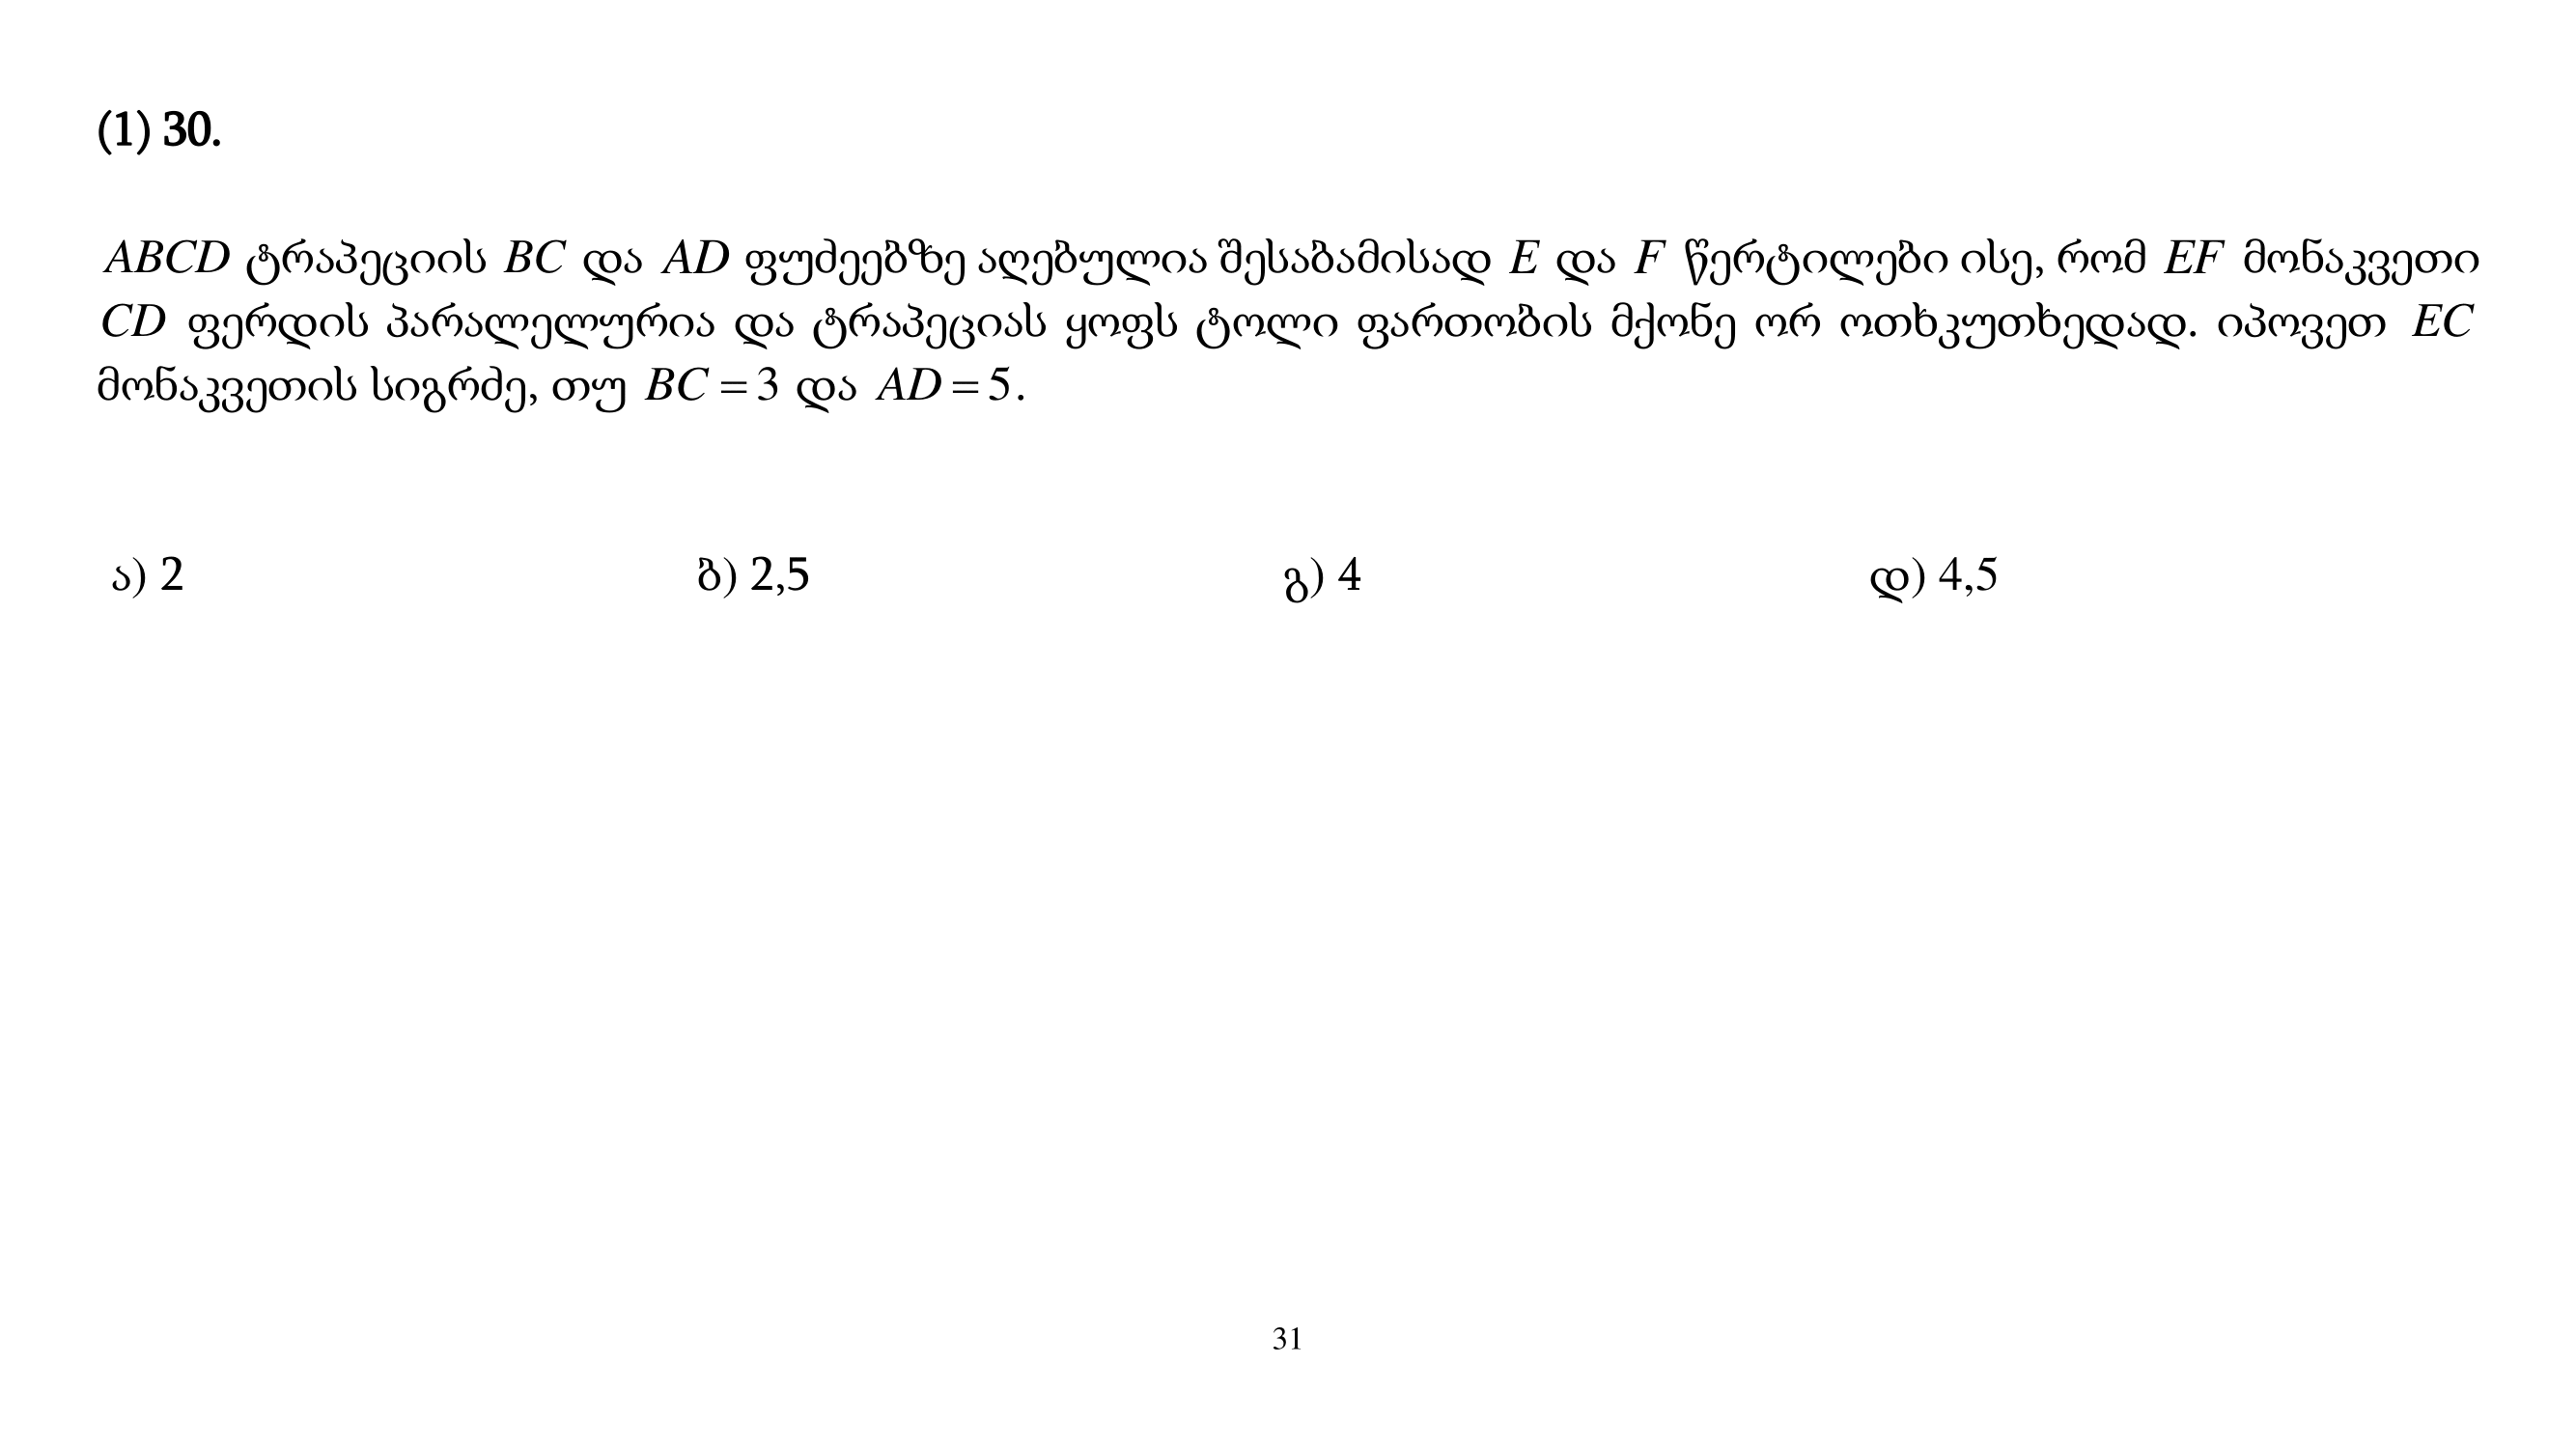 (1) 30.
ABCD ტრაპეციის BC და AD ფუძეებზე აღებულია შესაბამისად E და F წერტილები ისე, რომ EF მონაკვეთი
CD ფერდის პარალელურია და ტრაპეციას ყოფს ტოლი ფართობის მქონე ორ ოთხკუთხედად. იპოვეთ EC
მონაკვეთის სიგრძე, თუ BC = 3 და AD = 5.
ა) 2 ბ) 2,5 გ) 4 დ) 4,5
31